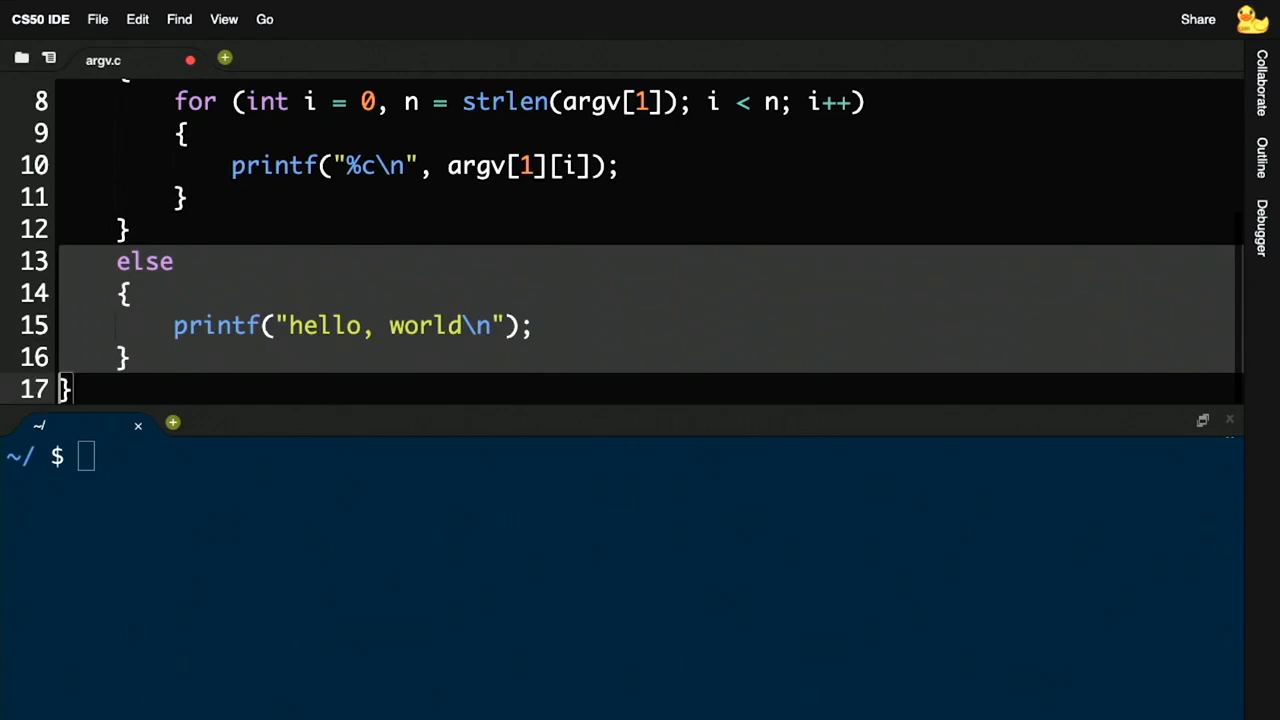 CS50 IDE File Edit Find View Go Share
argv.c
{
8 for (int i = 0, n = strlen(argv[1]); i < n; i++)
9 {
10 printf("%c\n", argv[1][i]);
11 }
12 }
13 else
14 {
15 printf("hello, world\n");
16 }
17 }
~/
~/ $
Collaborate
Outline
Debugger